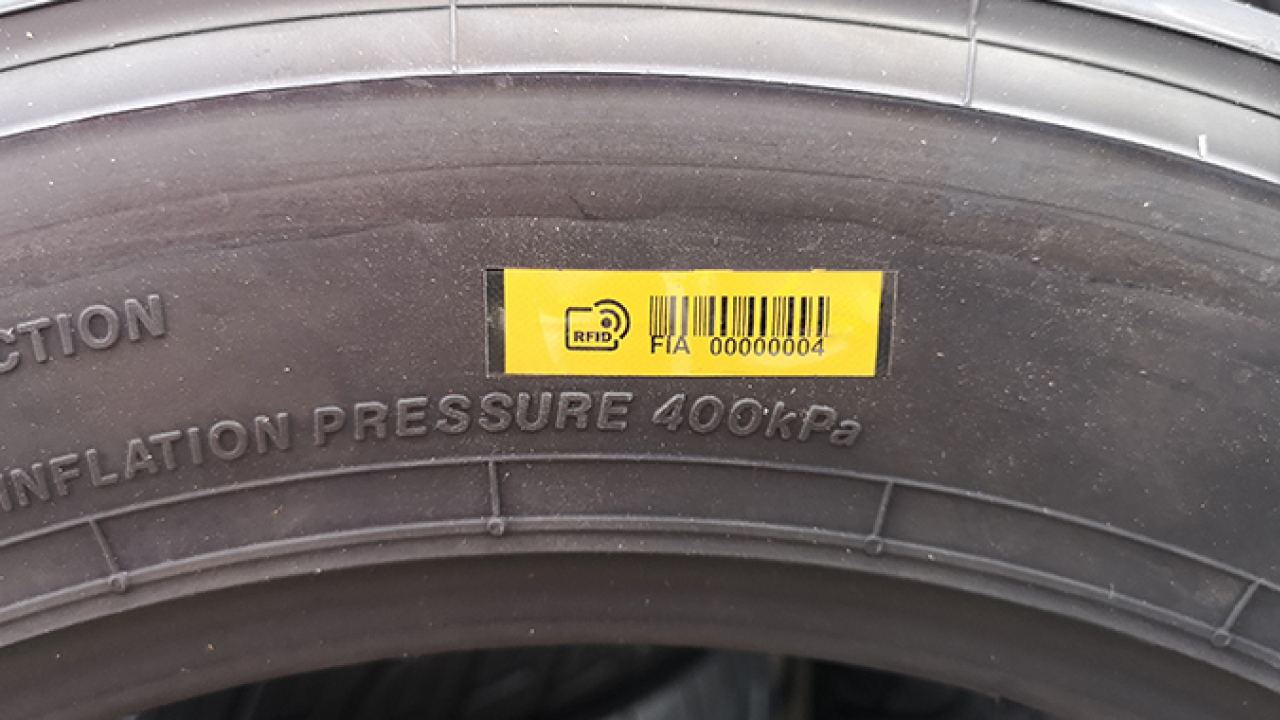 CTION
RFID
FIA 00000004
INFLATION PRESSURE 400kPa